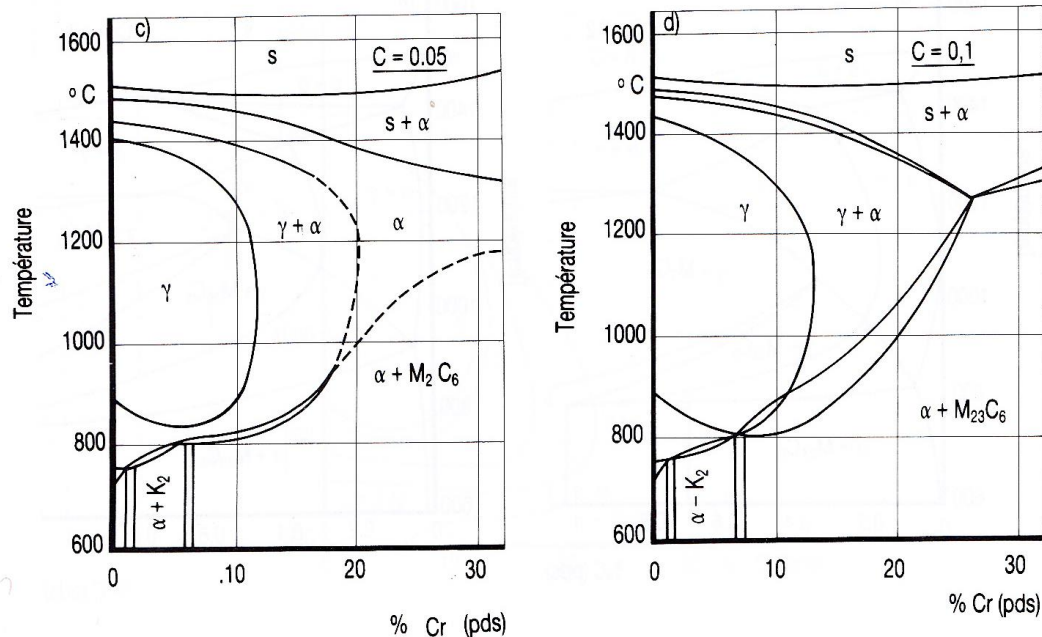 c)
s
C = 0.05
1600
° C
s + α
1400
γ + α
α
1200
γ
1000
α + M₂ C₆
800
α + K₂
600
0
.10
20
30
% Cr (pds)
Température
d)
s
C = 0,1
1600
° C
s + α
1400
γ
γ + α
1200
1000
α + M₂₃C₆
800
α – K₂
600
0
10
20
30
% Cr (pds)
Température